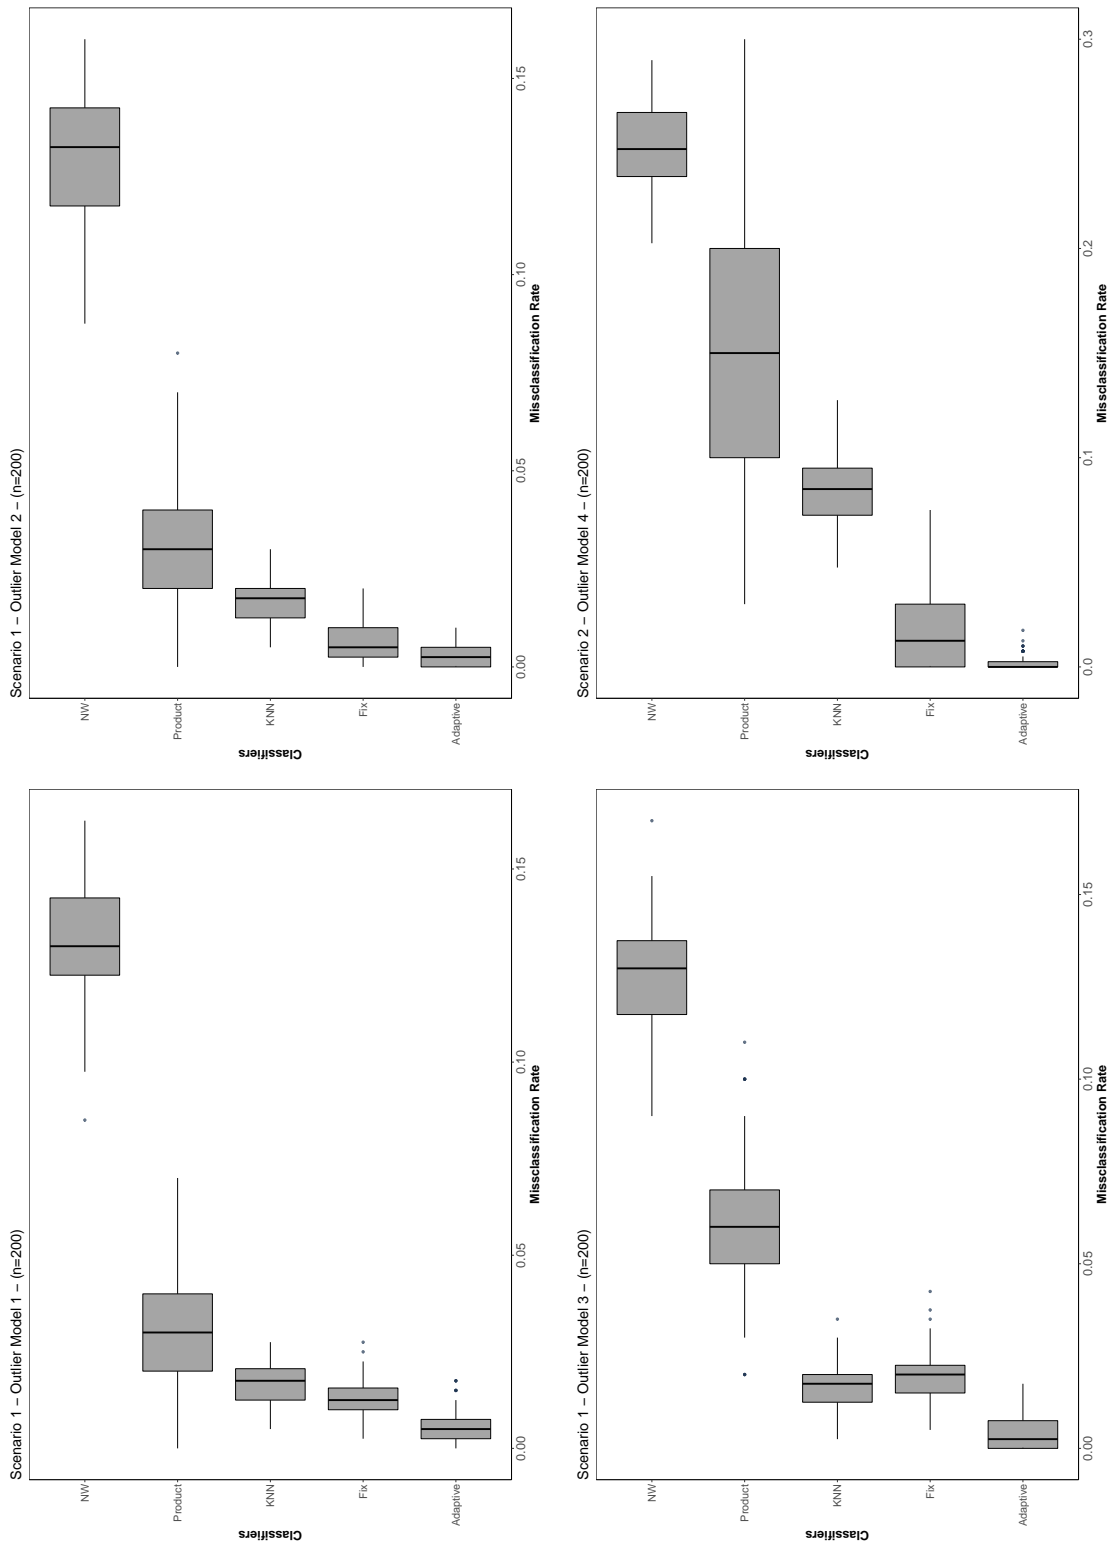 Scenario 1 – Outlier Model 1 – (n=200)
Classifiers
NW
Product
KNN
Fix
Adaptive
0.00
0.05
0.10
0.15
Missclassification Rate
Scenario 1 – Outlier Model 2 – (n=200)
Classifiers
NW
Product
KNN
Fix
Adaptive
0.00
0.05
0.10
0.15
Missclassification Rate
Scenario 1 – Outlier Model 3 – (n=200)
Classifiers
NW
Product
KNN
Fix
Adaptive
0.00
0.05
0.10
0.15
Missclassification Rate
Scenario 2 – Outlier Model 4 – (n=200)
Classifiers
NW
Product
KNN
Fix
Adaptive
0.0
0.1
0.2
0.3
Missclassification Rate